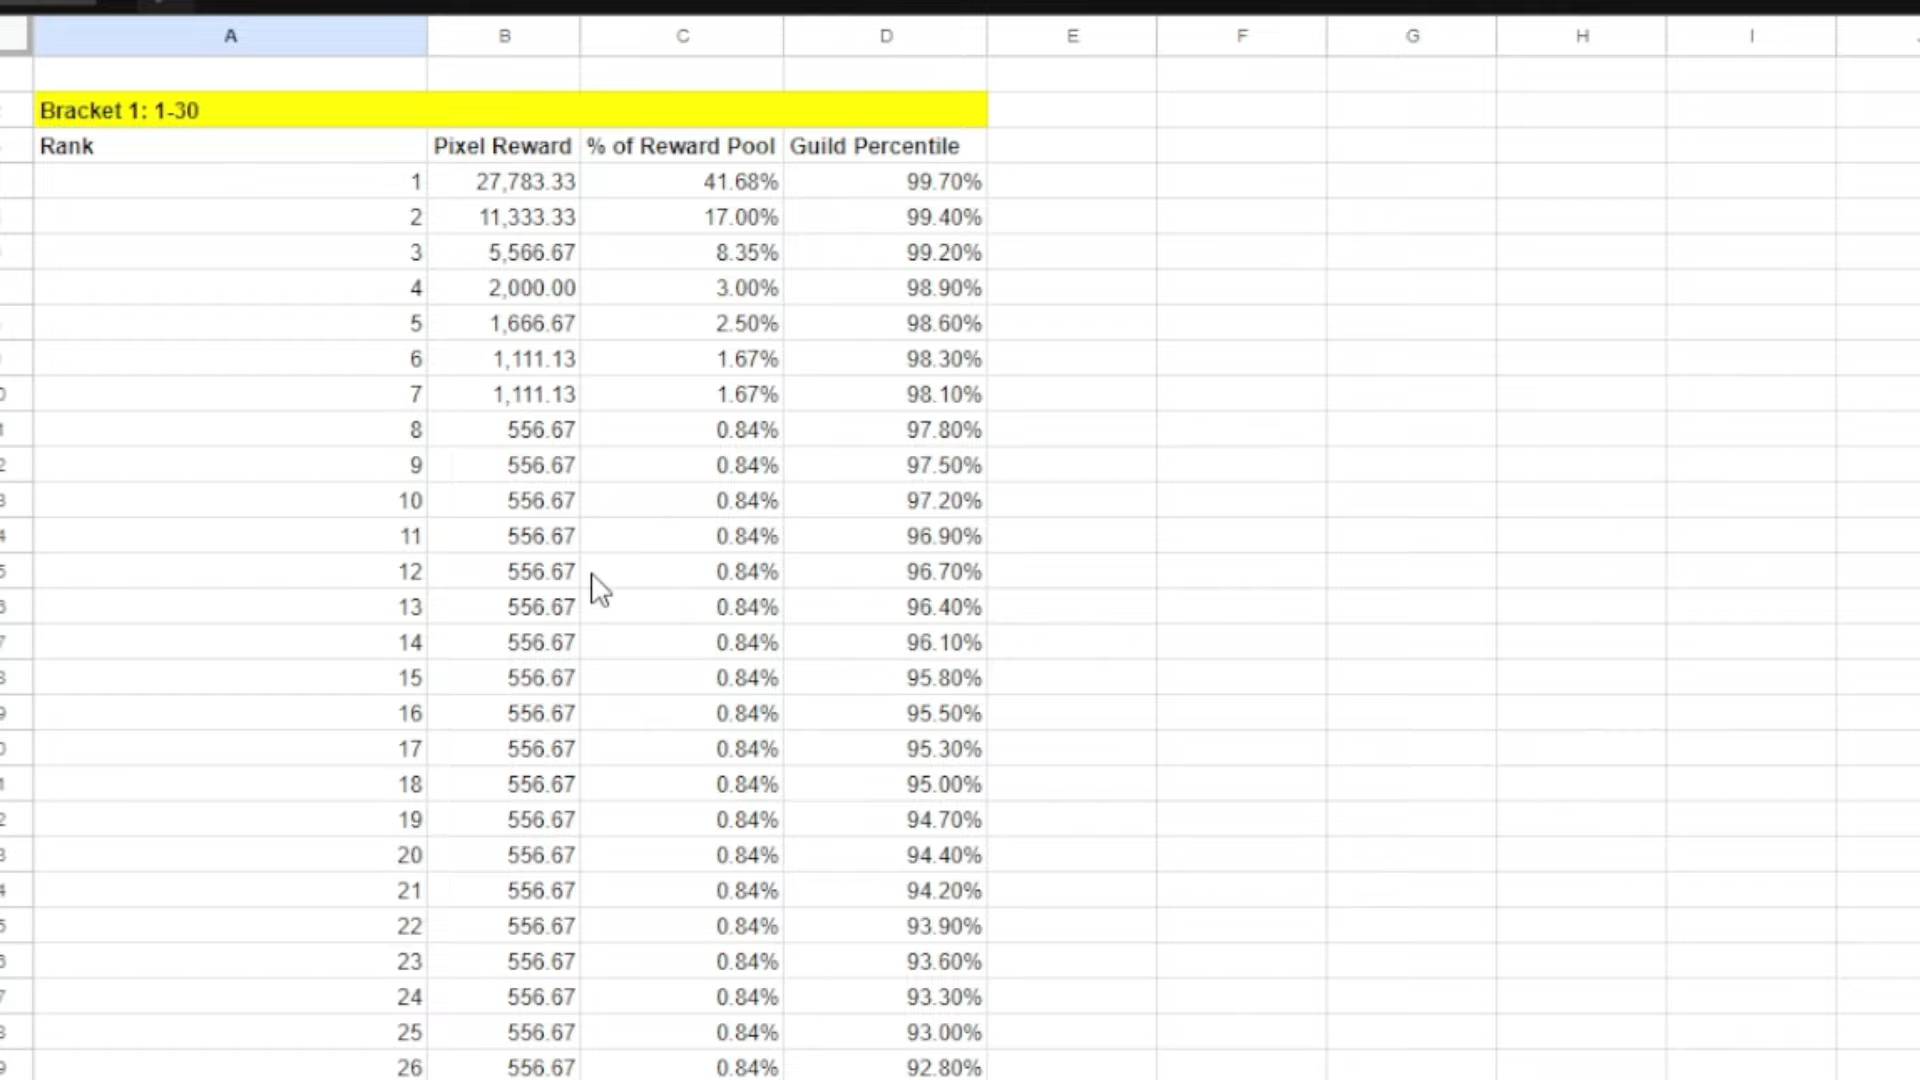 A B C D E F G H I
Bracket 1: 1-30
Rank Pixel Reward % of Reward Pool Guild Percentile
1 27,783.33 41.68% 99.70%
2 11,333.33 17.00% 99.40%
3 5,566.67 8.35% 99.20%
4 2,000.00 3.00% 98.90%
5 1,666.67 2.50% 98.60%
6 1,111.13 1.67% 98.30%
7 1,111.13 1.67% 98.10%
8 556.67 0.84% 97.80%
9 556.67 0.84% 97.50%
10 556.67 0.84% 97.20%
11 556.67 0.84% 96.90%
12 556.67 0.84% 96.70%
13 556.67 0.84% 96.40%
14 556.67 0.84% 96.10%
15 556.67 0.84% 95.80%
16 556.67 0.84% 95.50%
17 556.67 0.84% 95.30%
18 556.67 0.84% 95.00%
19 556.67 0.84% 94.70%
20 556.67 0.84% 94.40%
21 556.67 0.84% 94.20%
22 556.67 0.84% 93.90%
23 556.67 0.84% 93.60%
24 556.67 0.84% 93.30%
25 556.67 0.84% 93.00%
26 556.67 0.84% 92.80%